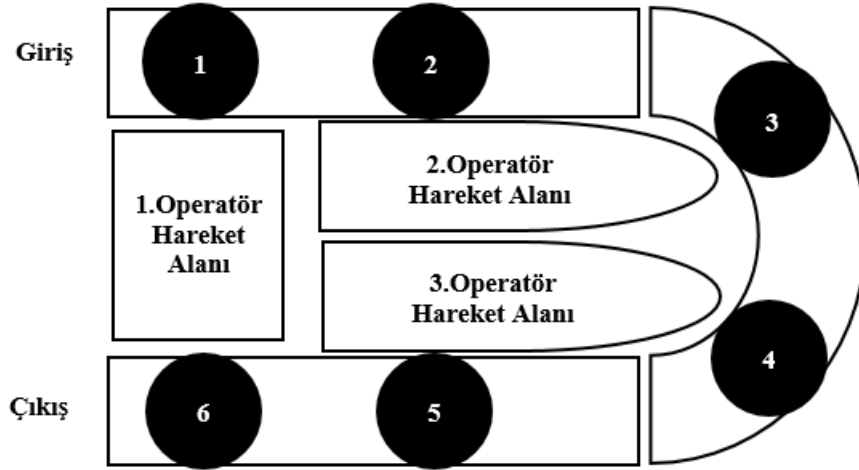 Giriş
1
2
3
1.Operatör
Hareket
Alanı
2.Operatör
Hareket Alanı
3.Operatör
Hareket Alanı
4
Çıkış
6
5